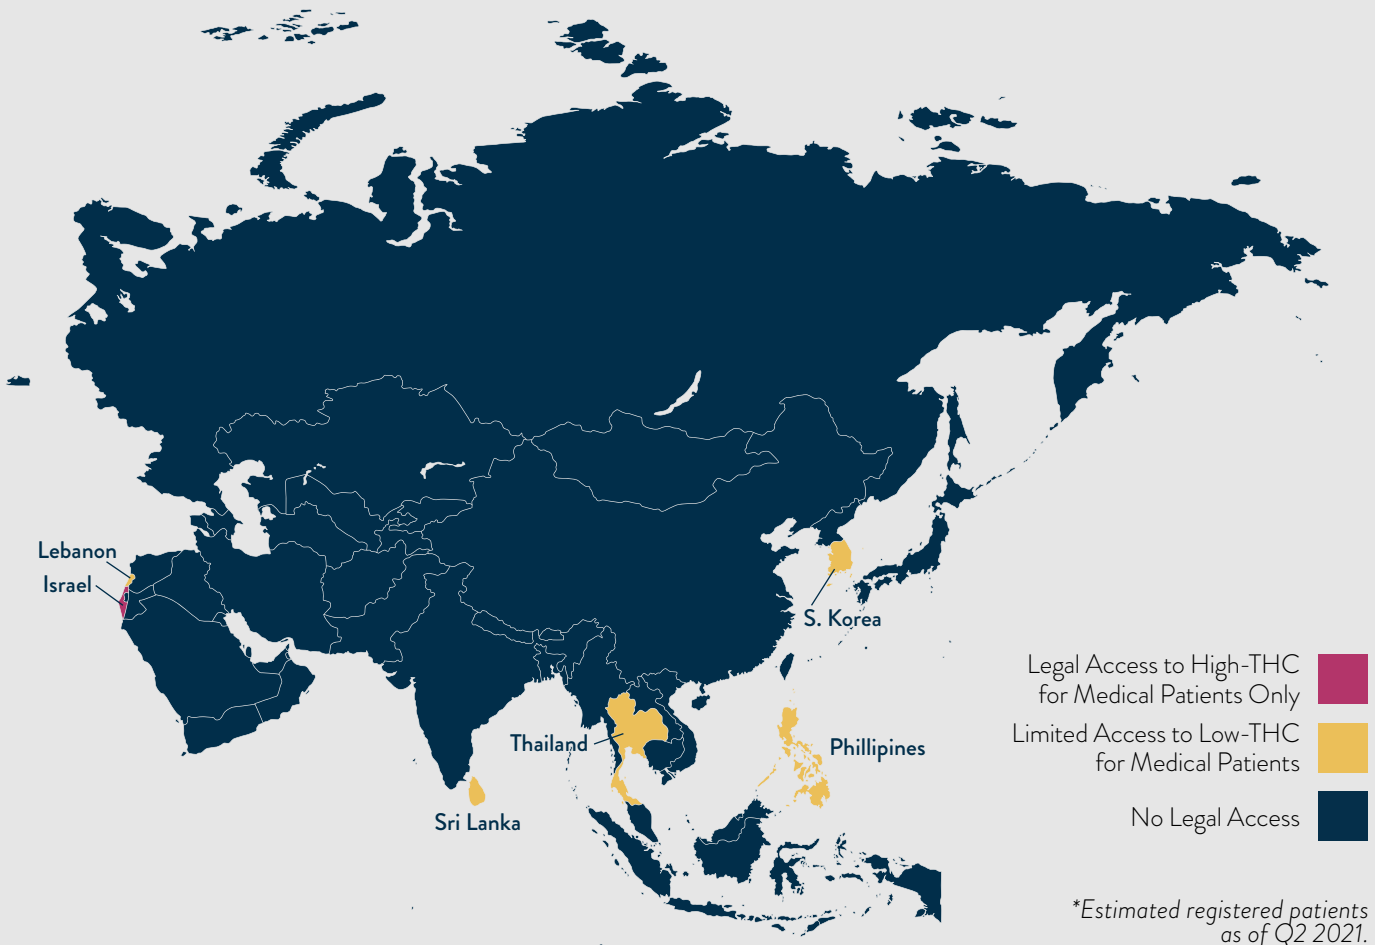 Lebanon
Israel
S. Korea
Thailand
Phillipines
Sri Lanka
Legal Access to High-THC
for Medical Patients Only
Limited Access to Low-THC
for Medical Patients
No Legal Access
*Estimated registered patients
as of Q2 2021.